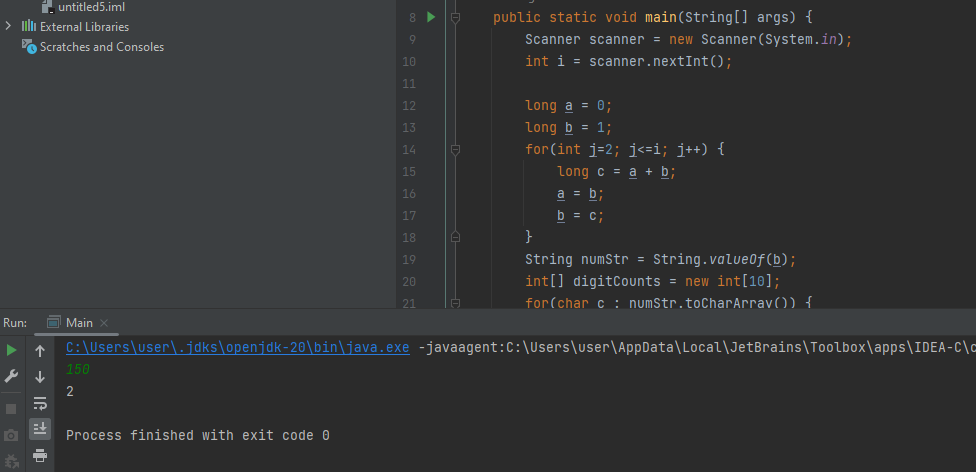 untitled5.iml
External Libraries
Scratches and Consoles
8 public static void main(String[] args) {
9 Scanner scanner = new Scanner(System.in);
10 int i = scanner.nextInt();
11
12 long a = 0;
13 long b = 1;
14 for(int j=2; j<=i; j++) {
15 long c = a + b;
16 a = b;
17 b = c;
18 }
19 String numStr = String.valueOf(b);
20 int[] digitCounts = new int[10];
21 for(char c : numStr.toCharArray()) {
Run: Main
C:\Users\user\.jdks\openjdk-20\bin\java.exe -javaagent:C:\Users\user\AppData\Local\JetBrains\Toolbox\apps\IDEA-C\c
150
2
Process finished with exit code 0